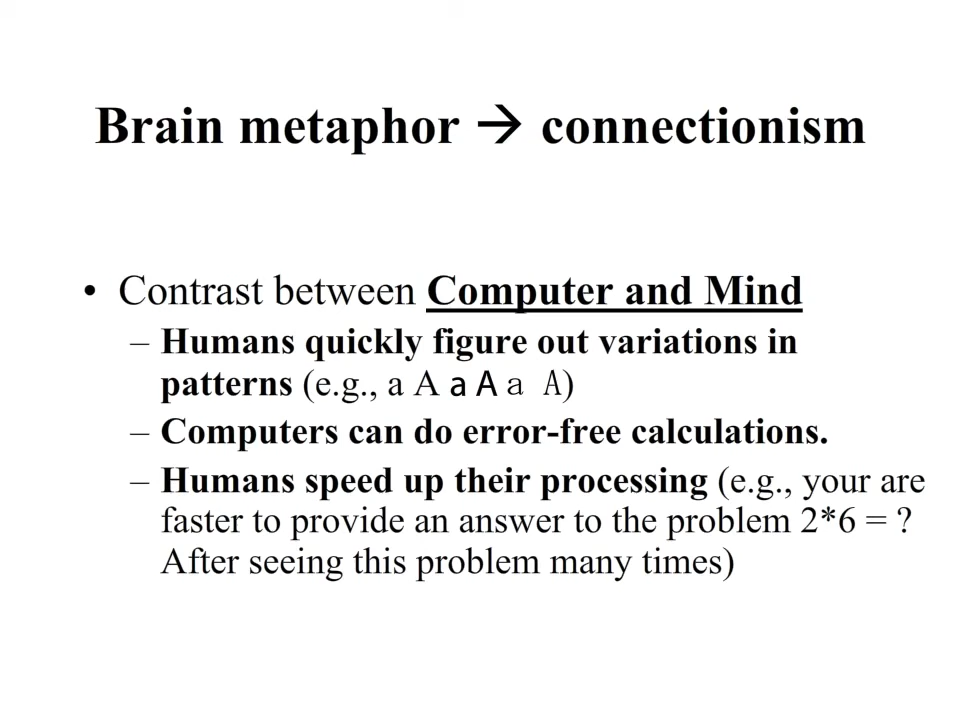 Brain metaphor → connectionism
• Contrast between Computer and Mind
– Humans quickly figure out variations in
patterns (e.g., a A a A a A)
– Computers can do error-free calculations.
– Humans speed up their processing (e.g., your are
faster to provide an answer to the problem 2*6 = ?
After seeing this problem many times)